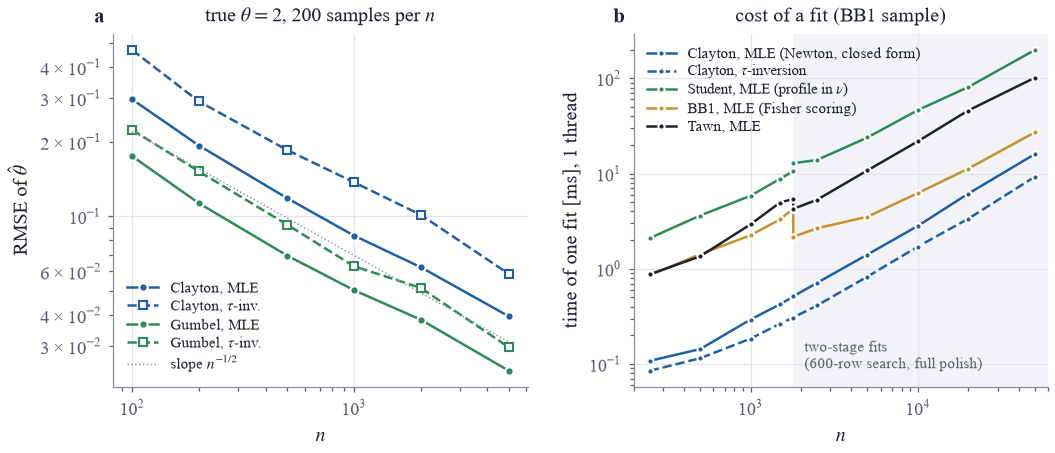 a
true θ = 2, 200 samples per n
RMSE of θ̂
4 × 10⁻¹
3 × 10⁻¹
2 × 10⁻¹
10⁻¹
6 × 10⁻²
4 × 10⁻²
3 × 10⁻²
Clayton, MLE
Clayton, τ-inv.
Gumbel, MLE
Gumbel, τ-inv.
slope n⁻¹/²
10²
10³
n
b
cost of a fit (BB1 sample)
time of one fit [ms], 1 thread
10²
10¹
10⁰
10⁻¹
Clayton, MLE (Newton, closed form)
Clayton, τ-inversion
Student, MLE (profile in ν)
BB1, MLE (Fisher scoring)
Tawn, MLE
two-stage fits
(600-row search, full polish)
10³
10⁴
n